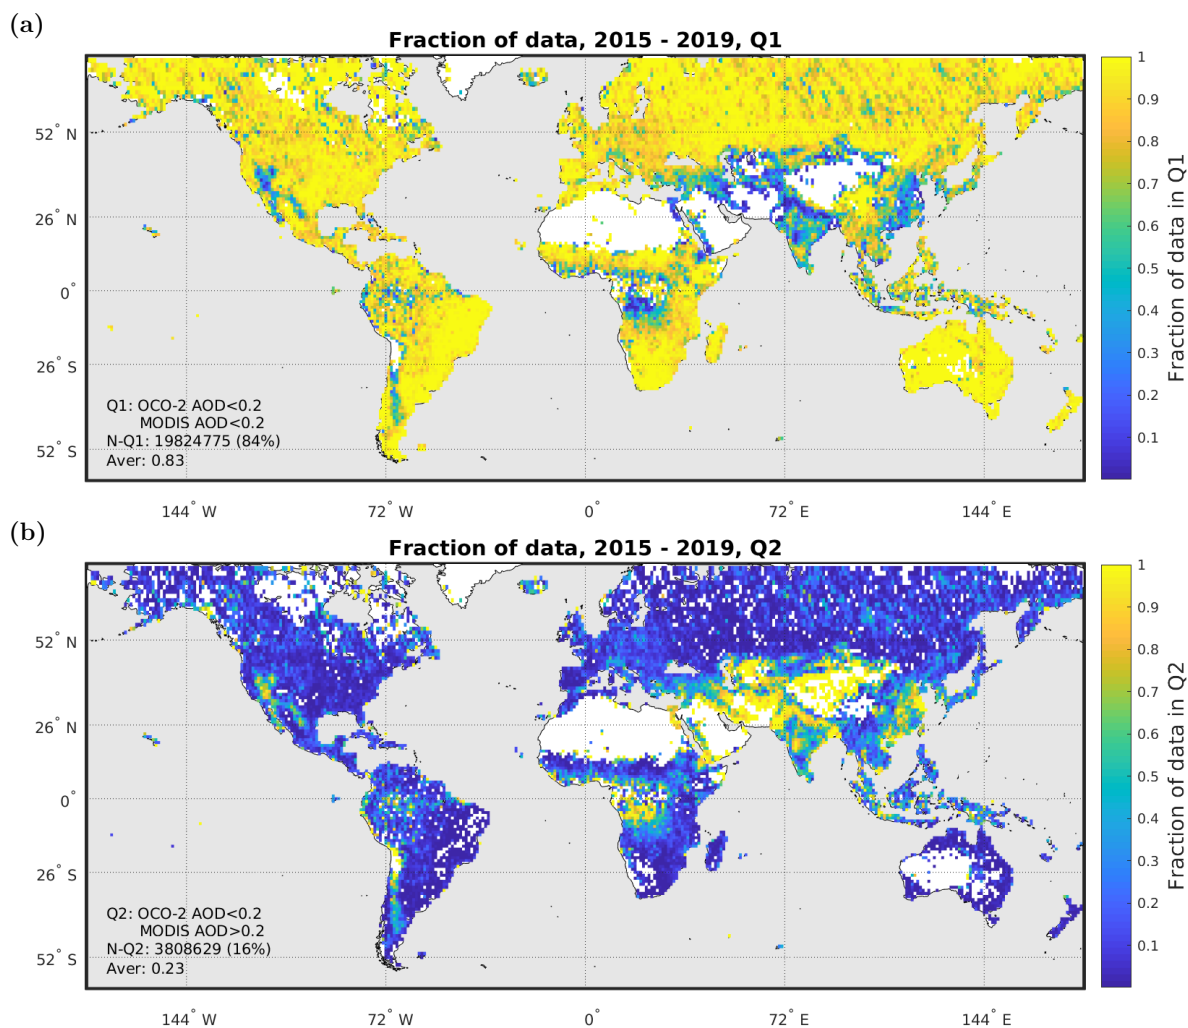 (a)
Fraction of data, 2015 - 2019, Q1
52° N
26° N
0°
26° S
52° S
Q1: OCO-2 AOD<0.2
MODIS AOD<0.2
N-Q1: 19824775 (84%)
Aver: 0.83
144° W
72° W
0°
72° E
144° E
1
0.9
0.8
0.7
0.6
0.5
0.4
0.3
0.2
0.1
Fraction of data in Q1
(b)
Fraction of data, 2015 - 2019, Q2
52° N
26° N
0°
26° S
52° S
Q2: OCO-2 AOD<0.2
MODIS AOD>0.2
N-Q2: 3808629 (16%)
Aver: 0.23
144° W
72° W
0°
72° E
144° E
1
0.9
0.8
0.7
0.6
0.5
0.4
0.3
0.2
0.1
Fraction of data in Q2